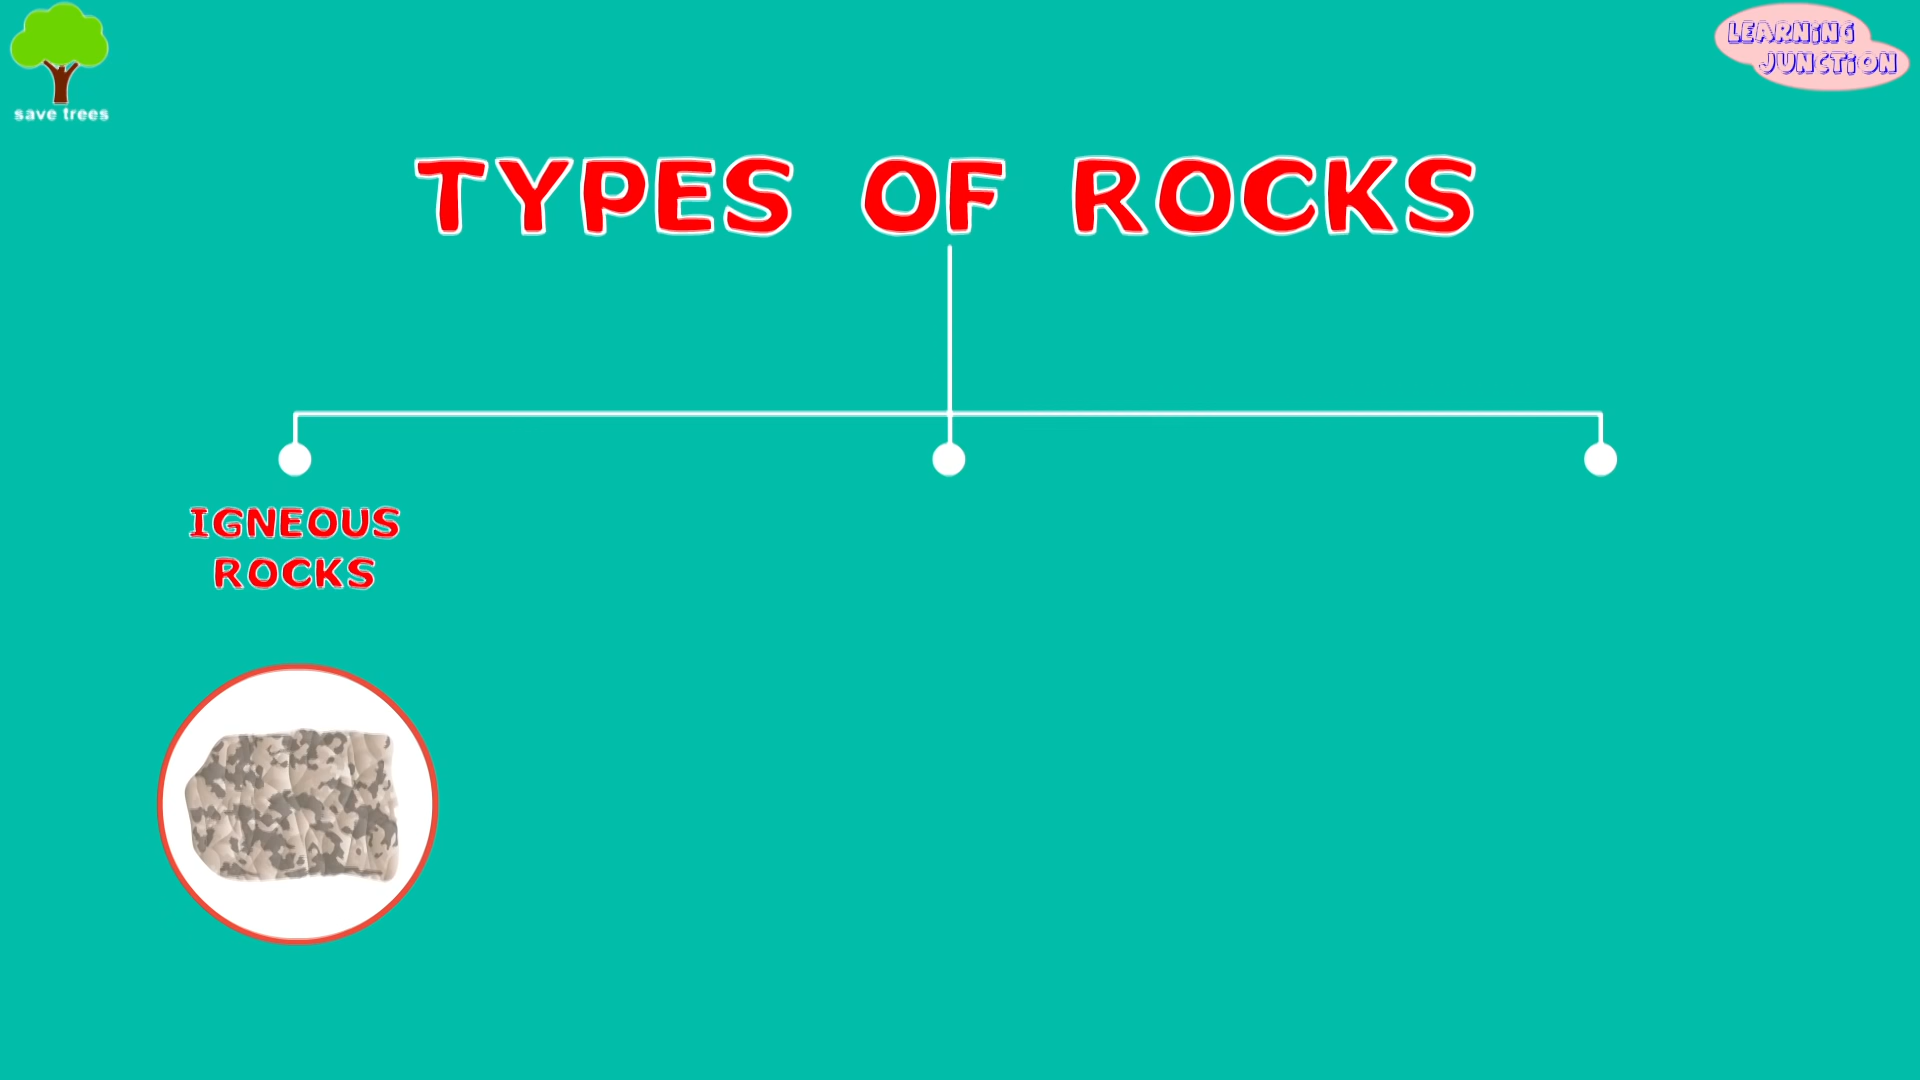 save trees
LEARNiNG
JUNCTiON
TYPES OF ROCKS
IGNEOUS
ROCKS